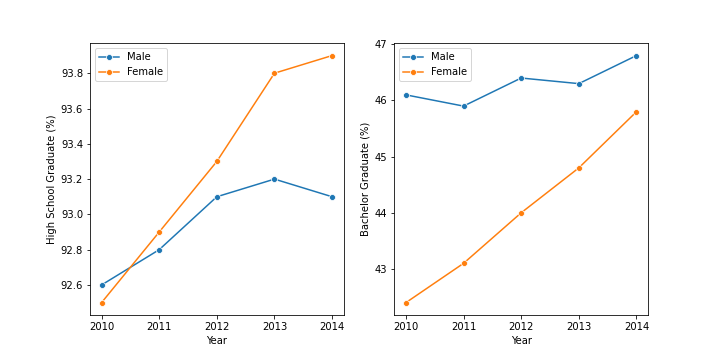 High School Graduate (%)
93.8
93.6
93.4
93.2
93.0
92.8
92.6
Male
Female
2010 2011 2012 2013 2014
Year
Bachelor Graduate (%)
47
46
45
44
43
Male
Female
2010 2011 2012 2013 2014
Year